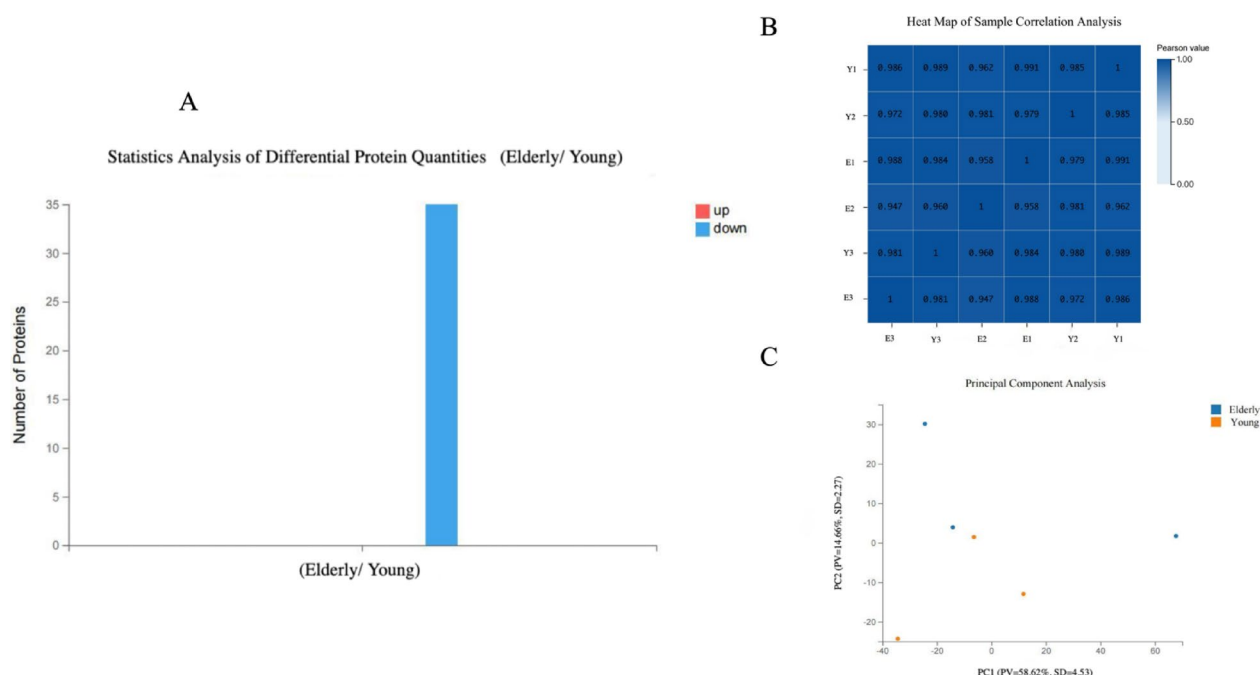 A
Statistics Analysis of Differential Protein Quantities (Elderly/ Young)
35
30
25
20
15
10
5
0
Number of Proteins
(Elderly/ Young)
up
down
B
Heat Map of Sample Correlation Analysis
Pearson value
1.00
0.50
0.00
Y1 0.986 0.989 0.962 0.991 0.985 1
Y2 0.972 0.980 0.981 0.979 1 0.985
E1 0.988 0.984 0.958 1 0.979 0.991
E2 0.947 0.960 1 0.958 0.981 0.962
Y3 0.981 1 0.960 0.984 0.980 0.989
E3 1 0.981 0.947 0.988 0.972 0.986
E3 Y3 E2 E1 Y2 Y1
C
Principal Component Analysis
Elderly
Young
30
20
10
0
-10
-20
PC2 (PV=14.66%, SD=2.27)
-40 -20 0 20 40 60
PC1 (PV=58.62%, SD=4.53)